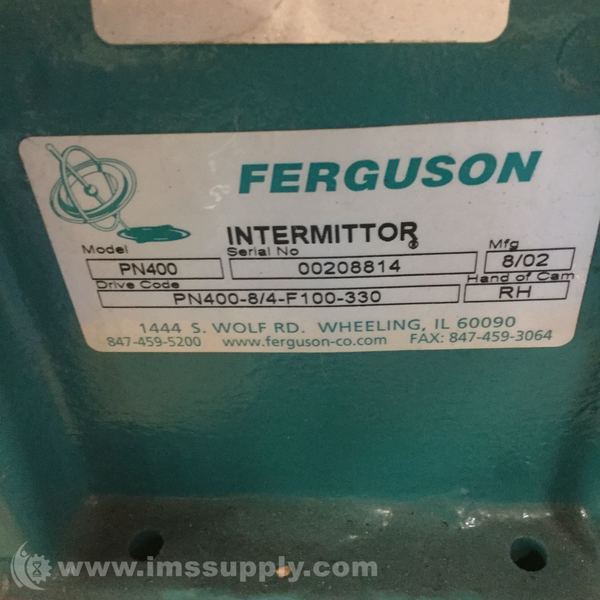 FERGUSON
INTERMITTOR®
Model
PN400
Serial No
00208814
Mfg
8/02
Drive Code
PN400-8/4-F100-330
Hand of Cam
RH
1444 S. WOLF RD. WHEELING, IL 60090
847-459-5200 www.ferguson-co.com FAX: 847-459-3064
www.imssupply.com